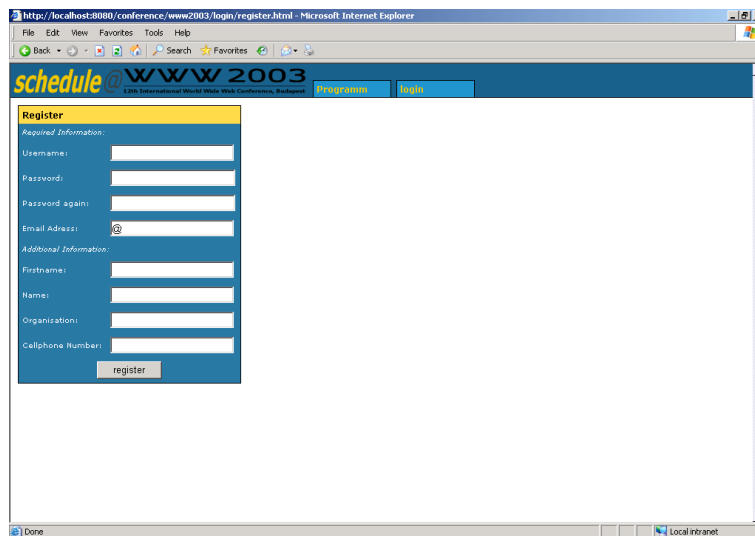 http://localhost:8080/conference/www2003/login/register.html - Microsoft Internet Explorer
File Edit View Favorites Tools Help
Back Search Favorites
schedule@WWW 2003
12th International World Wide Web Conference, Budapest
Programm login
Register
Required Information:
Username:
Password:
Password again:
Email Adress: @
Additional Information:
Firstname:
Name:
Organisation:
Cellphone Number:
register
Done Local intranet